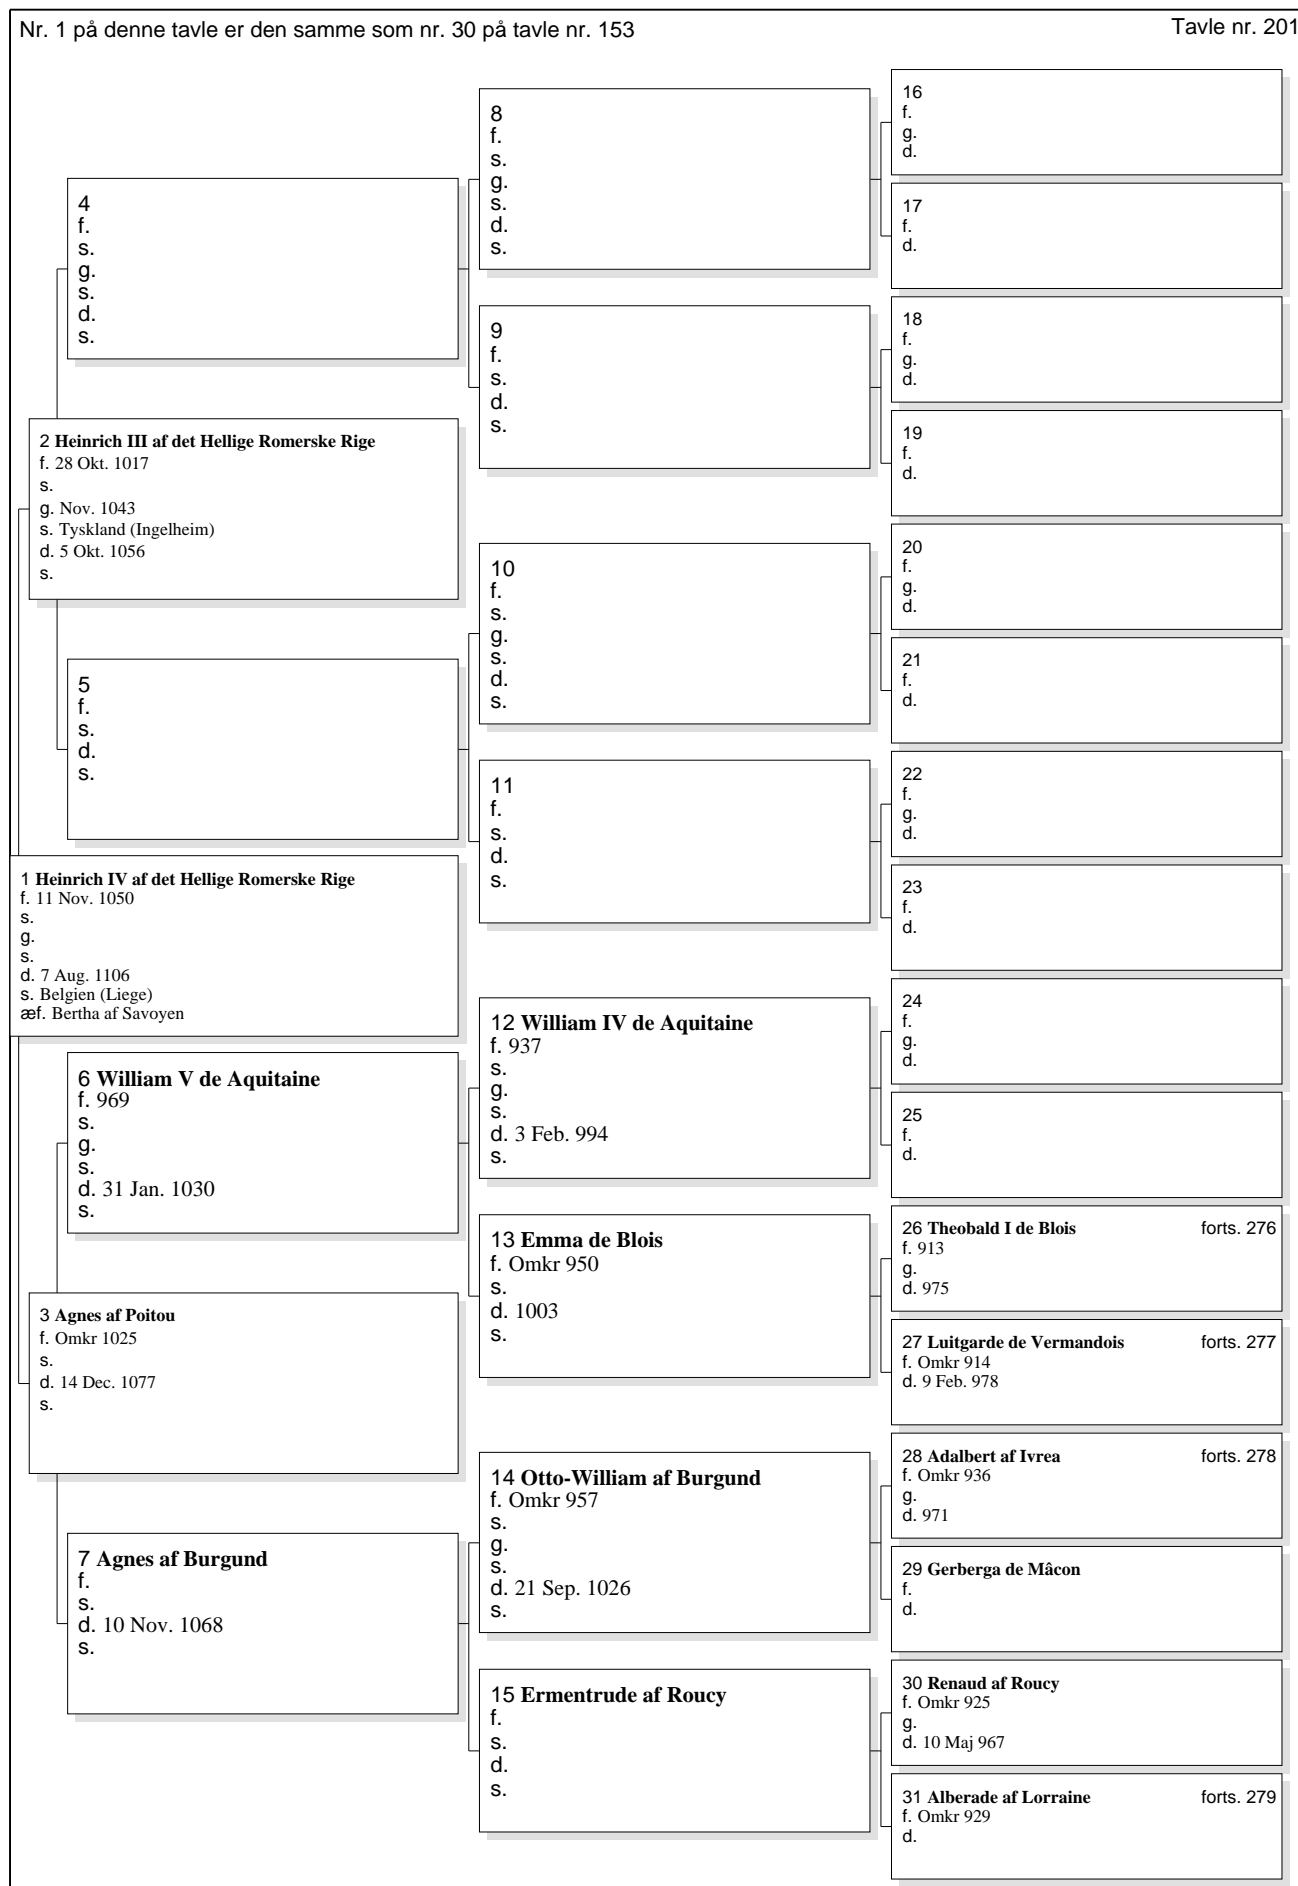 Nr. 1 på denne tavle er den samme som nr. 30 på tavle nr. 153
Tavle nr. 201
1 Heinrich IV af det Hellige Romerske Rige
f. 11 Nov. 1050
s.
g.
s.
d. 7 Aug. 1106
s. Belgien (Liege)
æf. Bertha af Savoyen
2 Heinrich III af det Hellige Romerske Rige
f. 28 Okt. 1017
s.
g. Nov. 1043
s. Tyskland (Ingelheim)
d. 5 Okt. 1056
s.
3 Agnes af Poitou
f. Omkr 1025
s.
d. 14 Dec. 1077
s.
4
f.
s.
g.
s.
d.
s.
5
f.
s.
d.
s.
6 William V de Aquitaine
f. 969
s.
g.
s.
d. 31 Jan. 1030
s.
7 Agnes af Burgund
f.
s.
d. 10 Nov. 1068
s.
8
f.
s.
g.
s.
d.
s.
9
f.
s.
d.
s.
10
f.
s.
g.
s.
d.
s.
11
f.
s.
d.
s.
12 William IV de Aquitaine
f. 937
s.
g.
s.
d. 3 Feb. 994
s.
13 Emma de Blois
f. Omkr 950
s.
d. 1003
s.
14 Otto-William af Burgund
f. Omkr 957
s.
g.
s.
d. 21 Sep. 1026
s.
15 Ermentrude af Roucy
f.
s.
d.
s.
16
f.
g.
d.
17
f.
d.
18
f.
g.
d.
19
f.
d.
20
f.
g.
d.
21
f.
d.
22
f.
g.
d.
23
f.
d.
24
f.
g.
d.
25
f.
d.
26 Theobald I de Blois forts. 276
f. 913
g.
d. 975
27 Luitgarde de Vermandois forts. 277
f. Omkr 914
d. 9 Feb. 978
28 Adalbert af Ivrea forts. 278
f. Omkr 936
g.
d. 971
29 Gerberga de Mâcon
f.
d.
30 Renaud af Roucy
f. Omkr 925
g.
d. 10 Maj 967
31 Alberade af Lorraine forts. 279
f. Omkr 929
d.